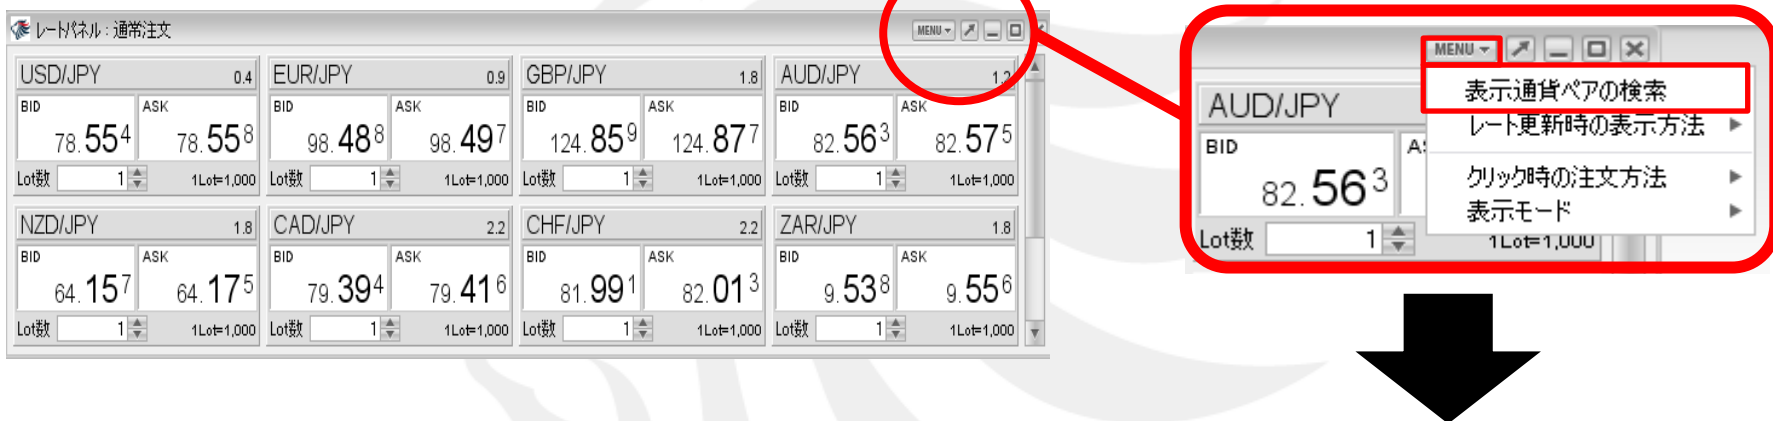 レートパネル：通常注文
MENU
USD/JPY 0.4 EUR/JPY 0.9 GBP/JPY 1.8 AUD/JPY 1.2
BID ASK BID ASK BID ASK BID ASK
78.554 78.558 98.488 98.497 124.859 124.877 82.563 82.575
Lot数 1 1Lot=1,000 Lot数 1 1Lot=1,000 Lot数 1 1Lot=1,000 Lot数 1 1Lot=1,000
NZD/JPY 1.8 CAD/JPY 2.2 CHF/JPY 2.2 ZAR/JPY 1.8
BID ASK BID ASK BID ASK BID ASK
64.157 64.175 79.394 79.416 81.991 82.013 9.538 9.556
Lot数 1 1Lot=1,000 Lot数 1 1Lot=1,000 Lot数 1 1Lot=1,000 Lot数 1 1Lot=1,000
MENU
表示通貨ペアの検索
レート更新時の表示方法
クリック時の注文方法
表示モード
AUD/JPY
BID
82.563
Lot数 1 1Lot=1,000